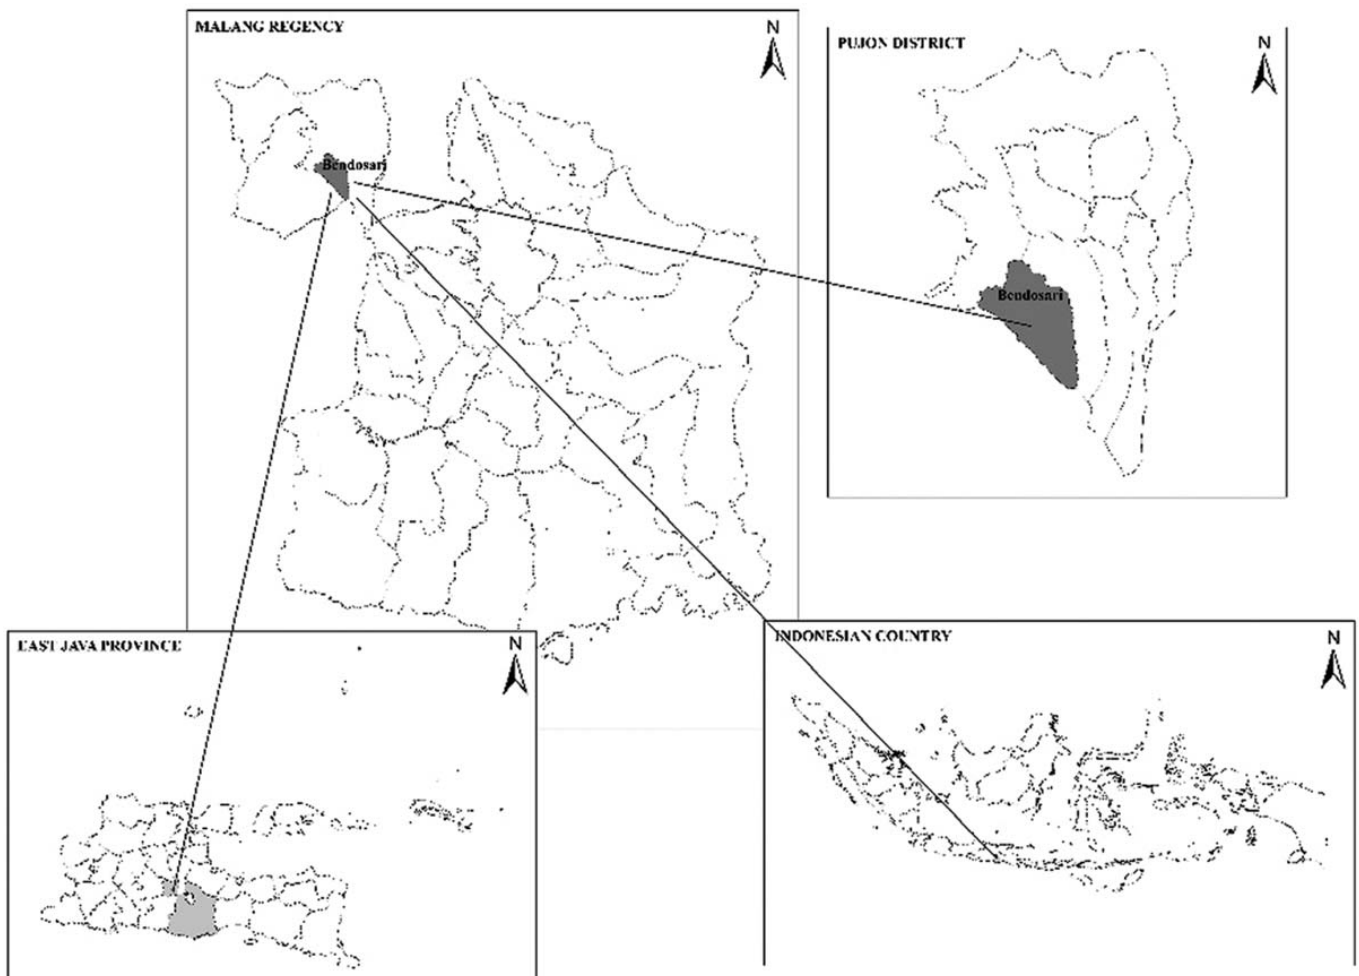 MALANG REGENCY
N
Bendosari
PUJON DISTRICT
N
Bendosari
EAST JAVA PROVINCE
N
INDONESIAN COUNTRY
N